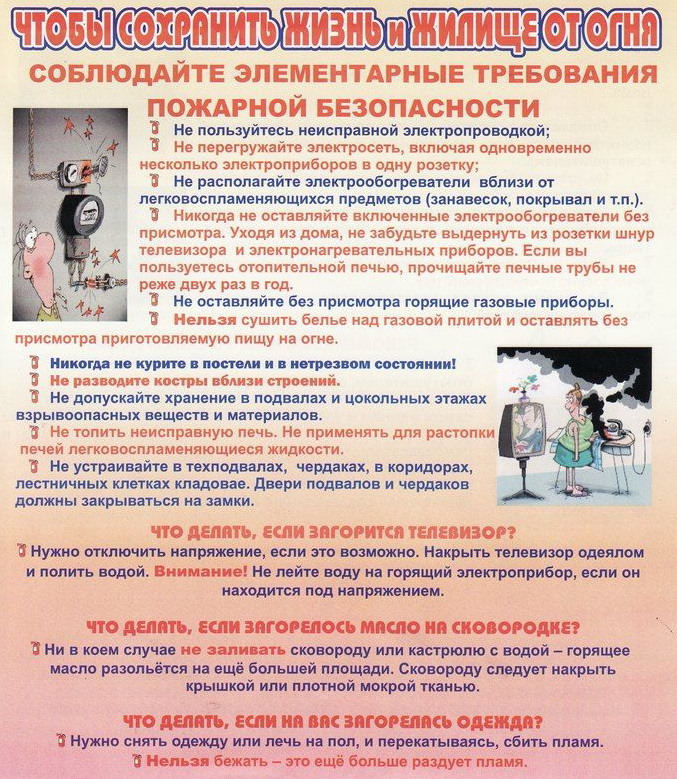 ЧТОБЫ СОХРАНИТЬ ЖИЗНЬ и ЖИЛИЩЕ ОТ ОГНЯ
СОБЛЮДАЙТЕ ЭЛЕМЕНТАРНЫЕ ТРЕБОВАНИЯ
ПОЖАРНОЙ БЕЗОПАСНОСТИ
Не пользуйтесь неисправной электропроводкой;
Не перегружайте электросеть, включая одновременно
несколько электроприборов в одну розетку;
Не располагайте электрообогреватели вблизи от
легковоспламеняющихся предметов (занавесок, покрывал и т.п.).
Никогда не оставляйте включенные электрообогреватели без
присмотра. Уходя из дома, не забудьте выдернуть из розетки шнур
телевизора и электронагревательных приборов. Если вы
пользуетесь отопительной печью, прочищайте печные трубы не
реже двух раз в год.
Не оставляйте без присмотра горящие газовые приборы.
Нельзя сушить белье над газовой плитой и оставлять без
присмотра приготовляемую пищу на огне.
Никогда не курите в постели и в нетрезвом состоянии!
Не разводите костры вблизи строений.
Не допускайте хранение в подвалах и цокольных этажах
взрывоопасных веществ и материалов.
Не топить неисправную печь. Не применять для растопки
печей легковоспламеняющиеся жидкости.
Не устраивайте в техподвалах, чердаках, в коридорах,
лестничных клетках кладовае. Двери подвалов и чердаков
должны закрываться на замки.
ЧТО ДЕЛАТЬ, ЕСЛИ ЗАГОРИТСЯ ТЕЛЕВИЗОР?
Нужно отключить напряжение, если это возможно. Накрыть телевизор одеялом
и полить водой. Внимание! Не лейте воду на горящий электроприбор, если он
находится под напряжением.
ЧТО ДЕЛАТЬ, ЕСЛИ ЗАГОРЕЛОСЬ МАСЛО НА СКОВОРОДКЕ?
Ни в коем случае не заливать сковороду или кастрюлю с водой – горящее
масло разольётся на ещё большей площади. Сковороду следует накрыть
крышкой или плотной мокрой тканью.
ЧТО ДЕЛАТЬ, ЕСЛИ НА ВАС ЗАГОРЕЛАСЬ ОДЕЖДА?
Нужно снять одежду или лечь на пол, и перекатываясь, сбить пламя.
Нельзя бежать – это ещё больше раздует пламя.